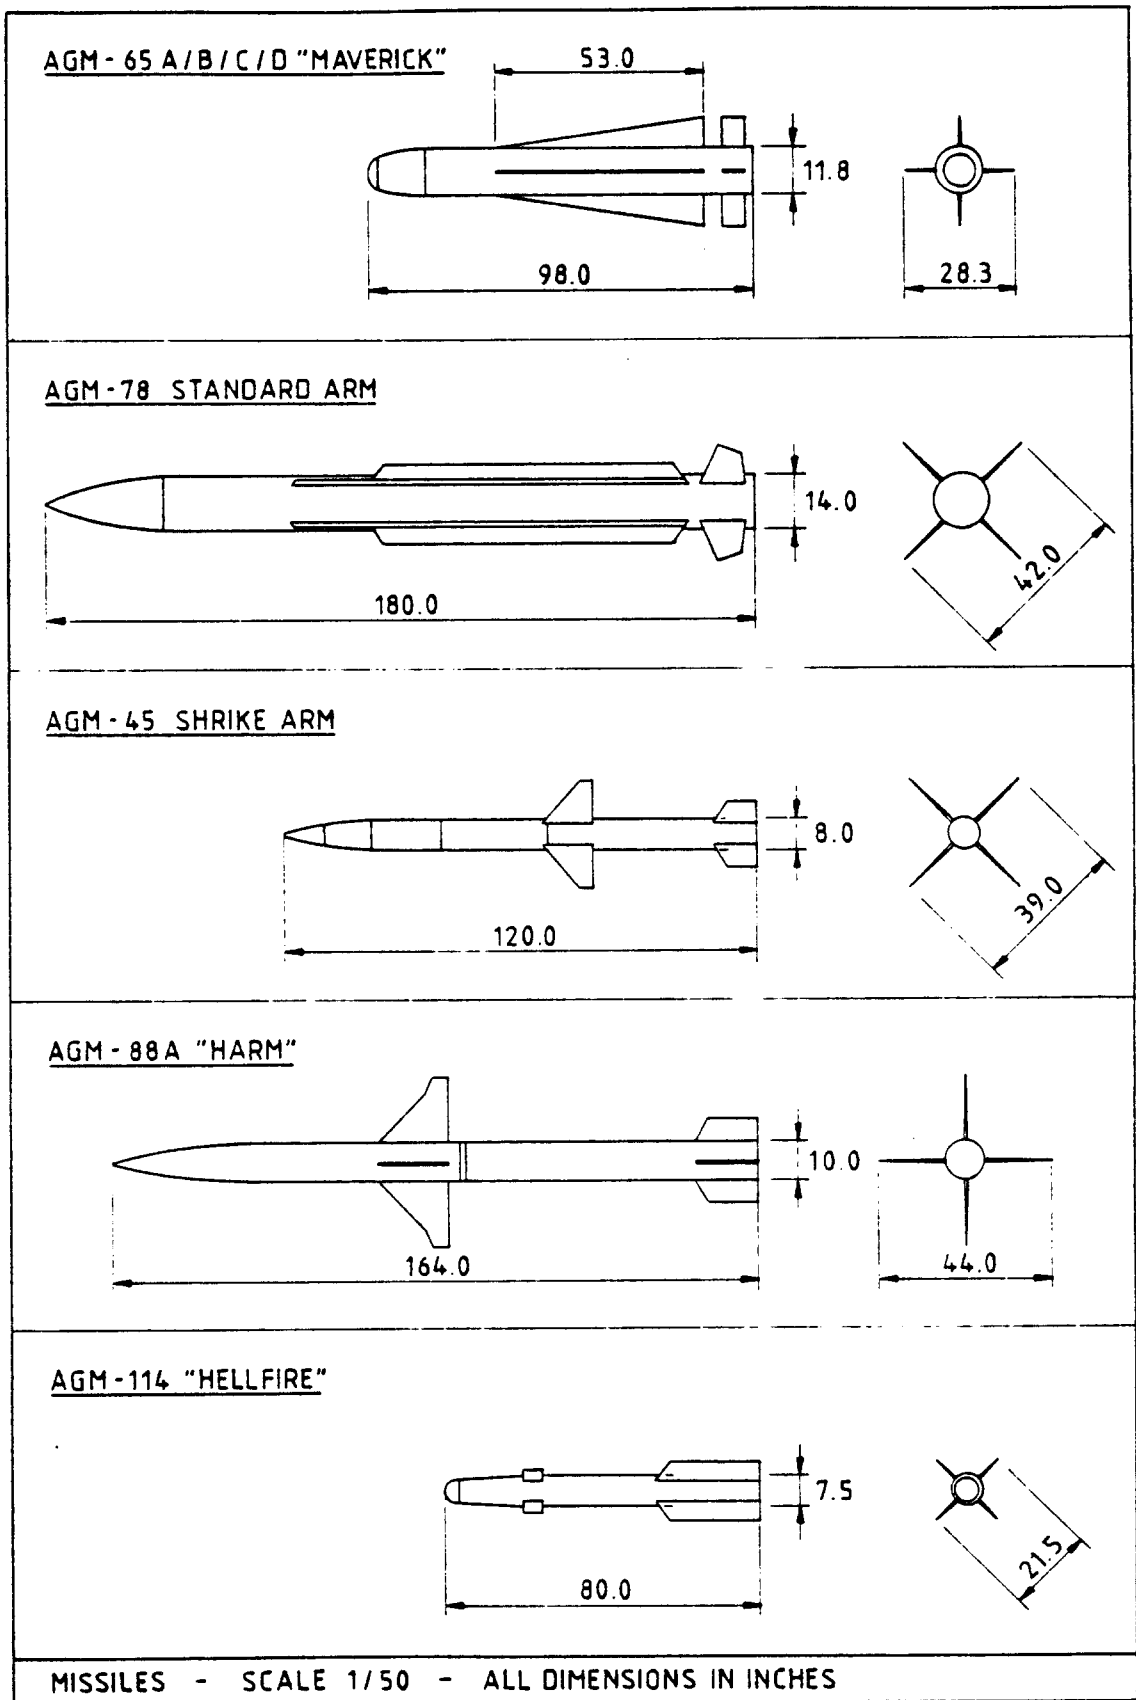 AGM-65 A/B/C/D "MAVERICK"
53.0
11.8
98.0
28.3
AGM-78 STANDARD ARM
14.0
180.0
42.0
AGM-45 SHRIKE ARM
8.0
120.0
39.0
AGM-88A "HARM"
10.0
164.0
44.0
AGM-114 "HELLFIRE"
7.5
80.0
21.5
MISSILES - SCALE 1/50 - ALL DIMENSIONS IN INCHES